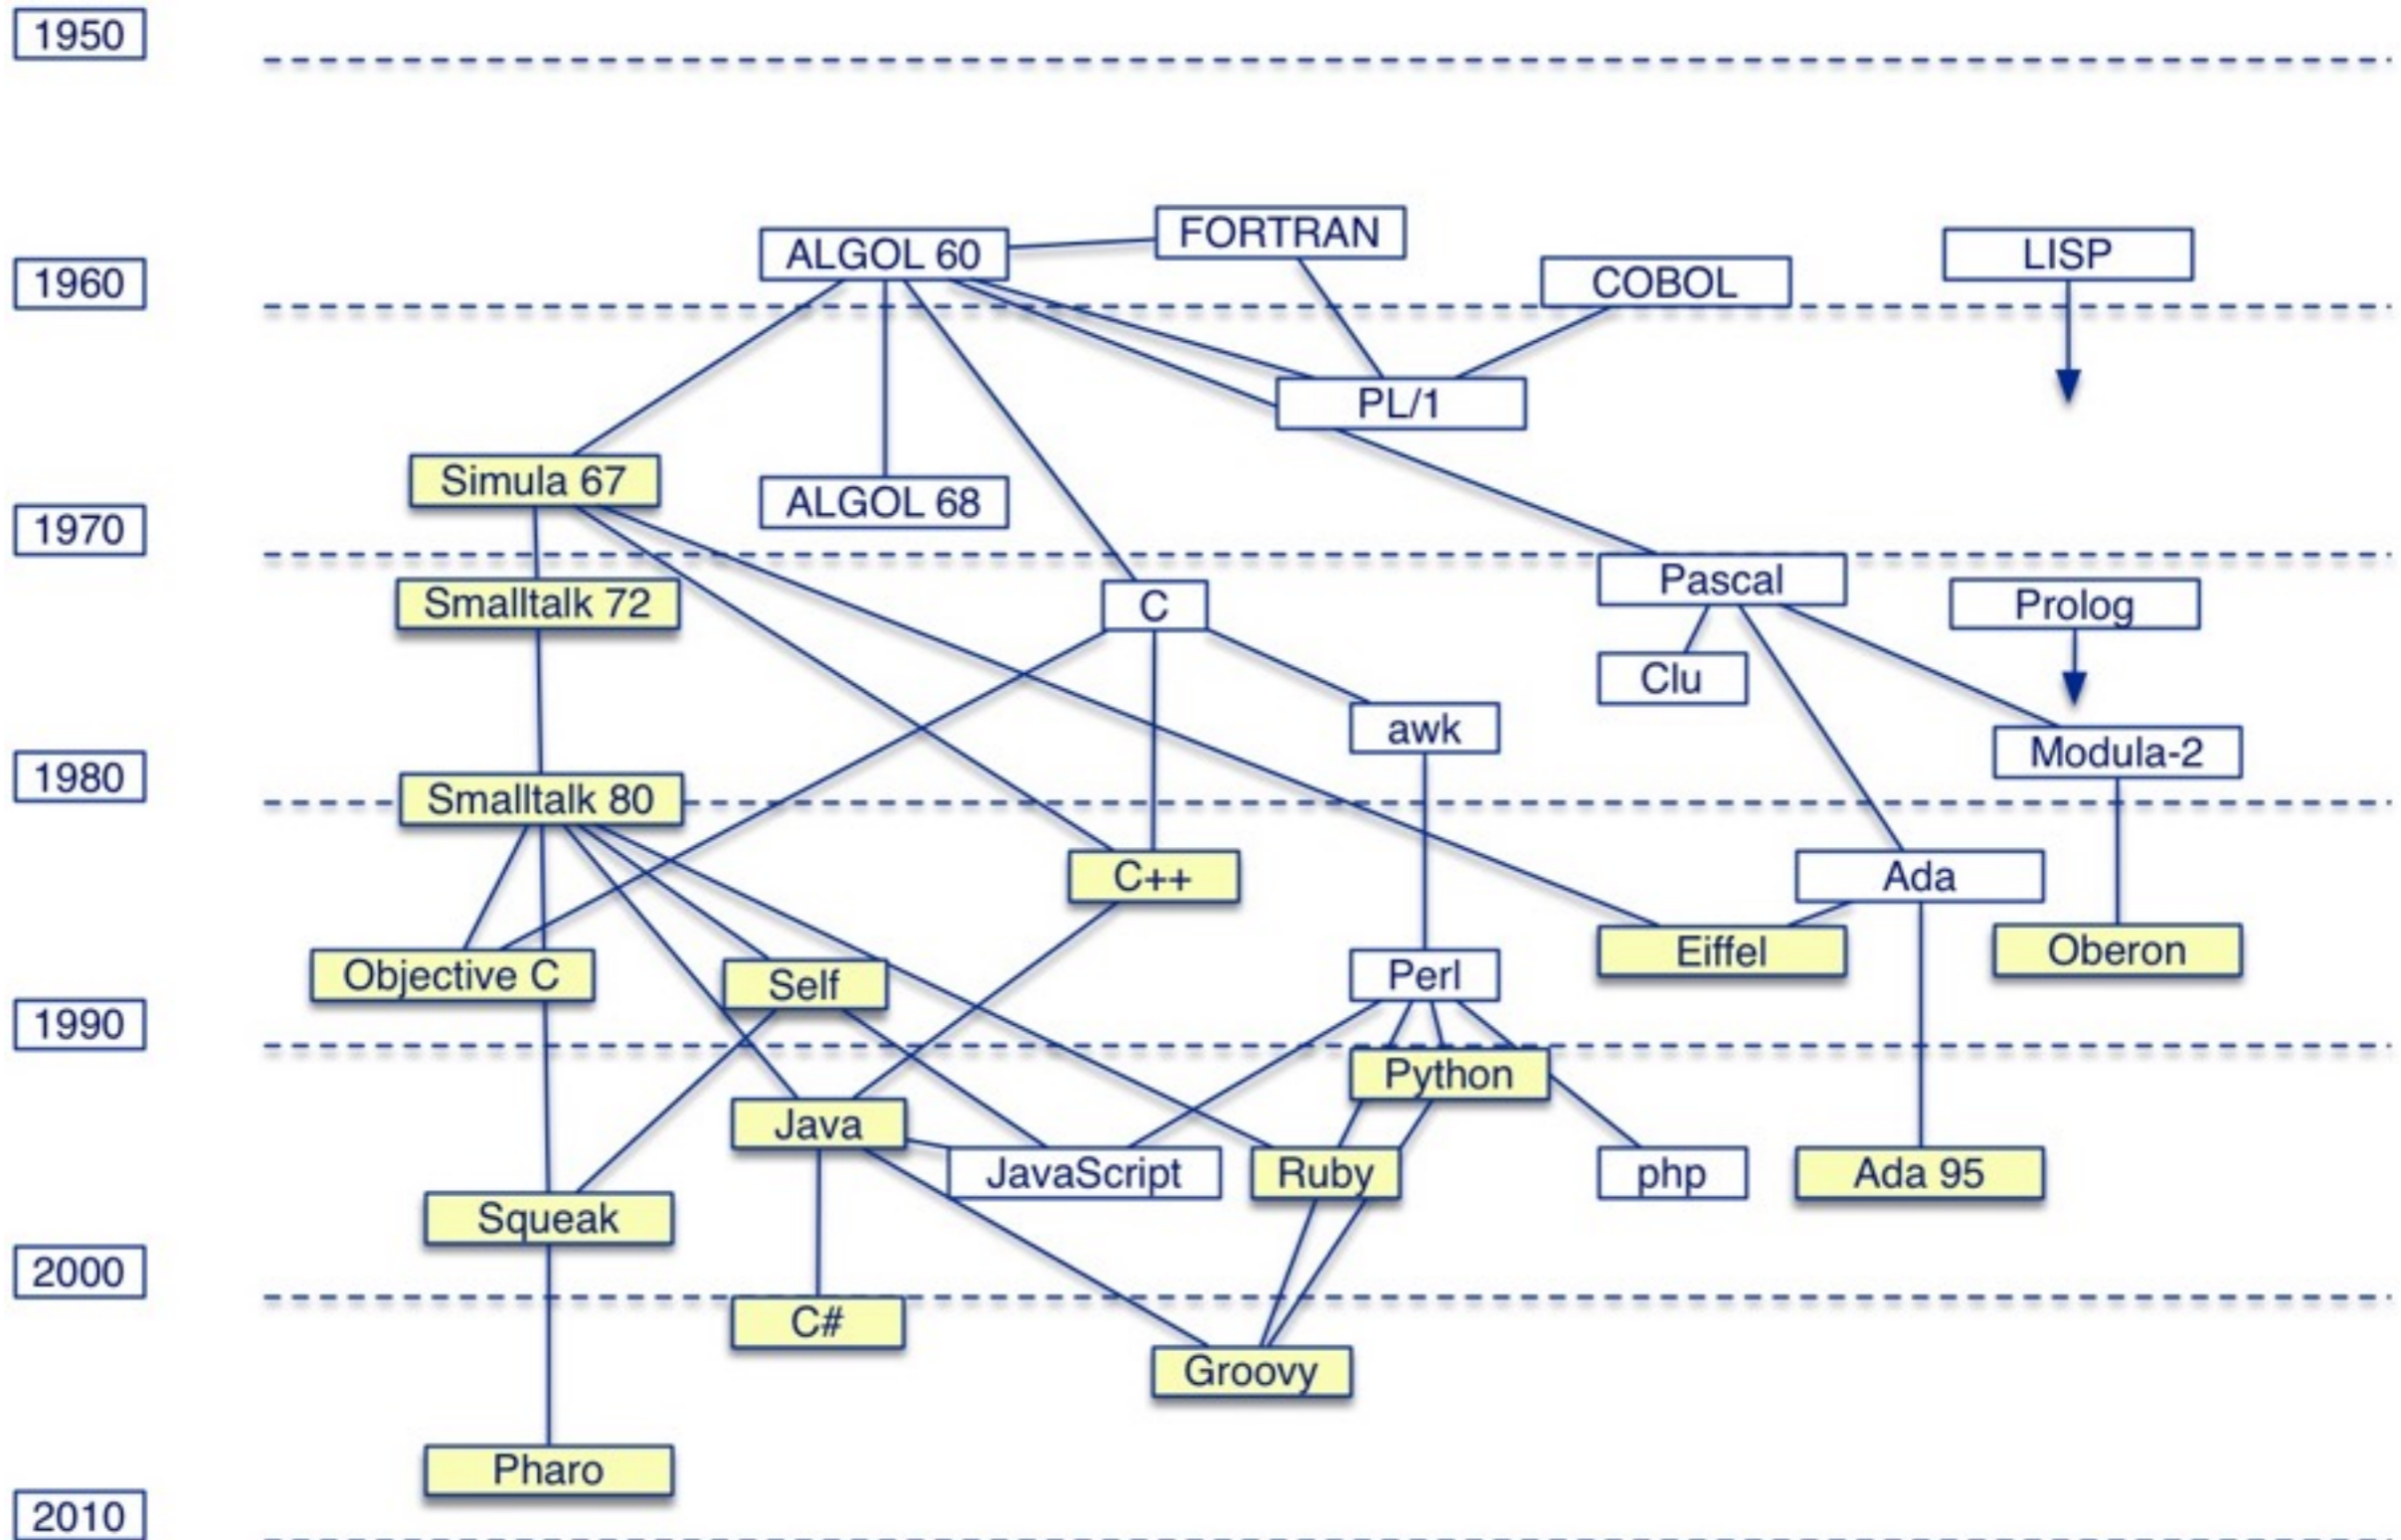 1950
FORTRAN
ALGOL 60
LISP
1960
COBOL
PL/1
Simula 67
ALGOL 68
1970
Pascal
Smalltalk 72
C
Prolog
Clu
awk
Modula-2
1980
Smalltalk 80
C++
Ada
Eiffel
Oberon
Objective C
Self
Perl
1990
Python
Java
JavaScript
Ruby
php
Ada 95
Squeak
2000
C#
Groovy
Pharo
2010